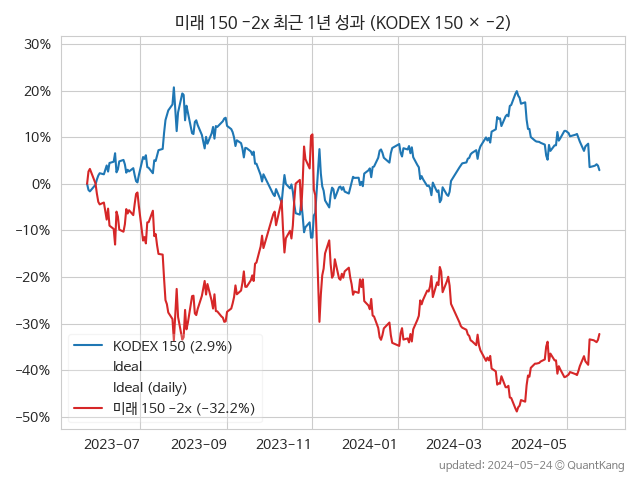 미래 150 −2x 최근 1년 성과 (KODEX 150 × −2)
30%
20%
10%
0%
−10%
−20%
−30%
−40%
−50%
KODEX 150 (2.9%)
Ideal
Ideal (daily)
미래 150 −2x (−32.2%)
2023−07
2023−09
2023−11
2024−01
2024−03
2024−05
updated: 2024−05−24 © QuantKang